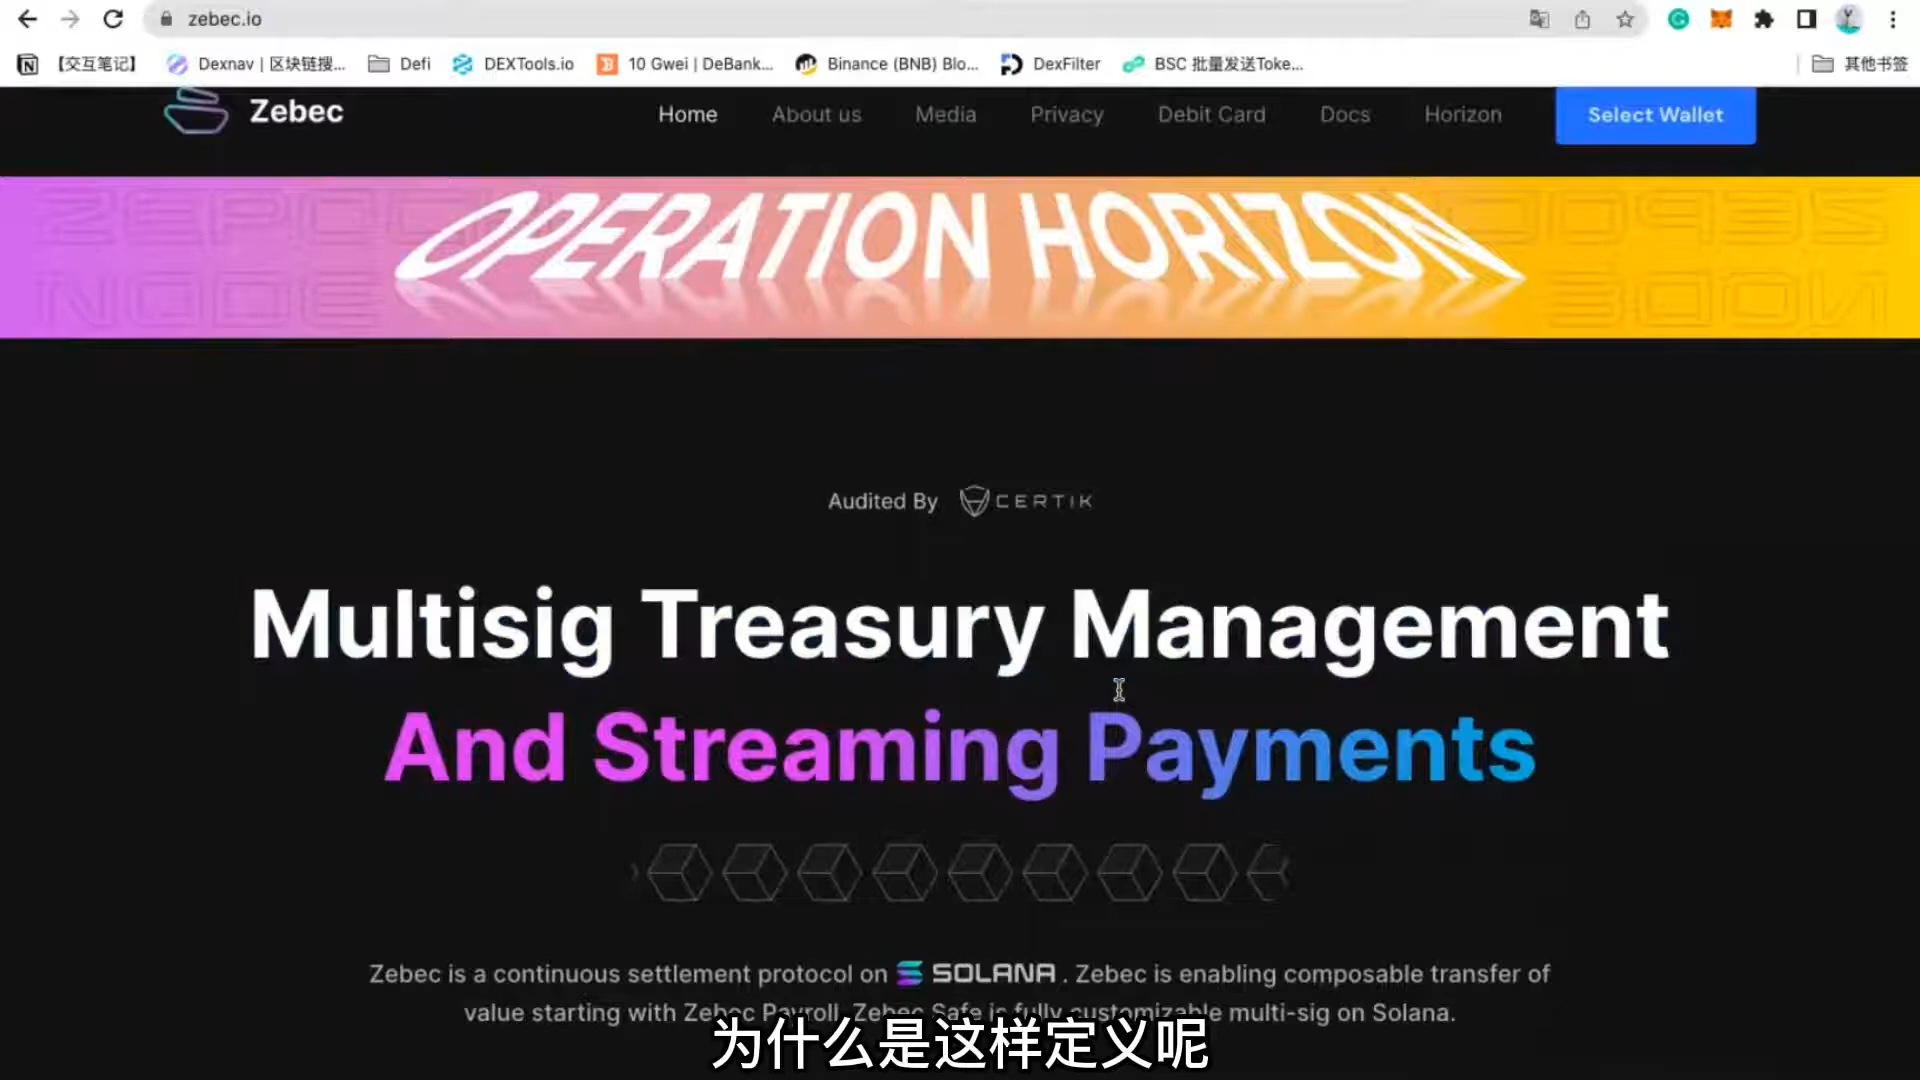 zebec.io
【交互笔记】 Dexnav | 区块链搜... Defi DEXTools.io 10 Gwei | DeBank... Binance (BNB) Blo... DexFilter BSC 批量发送Toke... 其他书签
Zebec Home About us Media Privacy Debit Card Docs Horizon Select Wallet
OPERATION HORIZON
NODE
Audited By CERTIK
Multisig Treasury Management
And Streaming Payments
Zebec is a continuous settlement protocol on SOLANA . Zebec is enabling composable transfer of
value starting with Zebec Payroll. Zebec Safe is fully customizable multi-sig on Solana.
为什么是这样定义呢